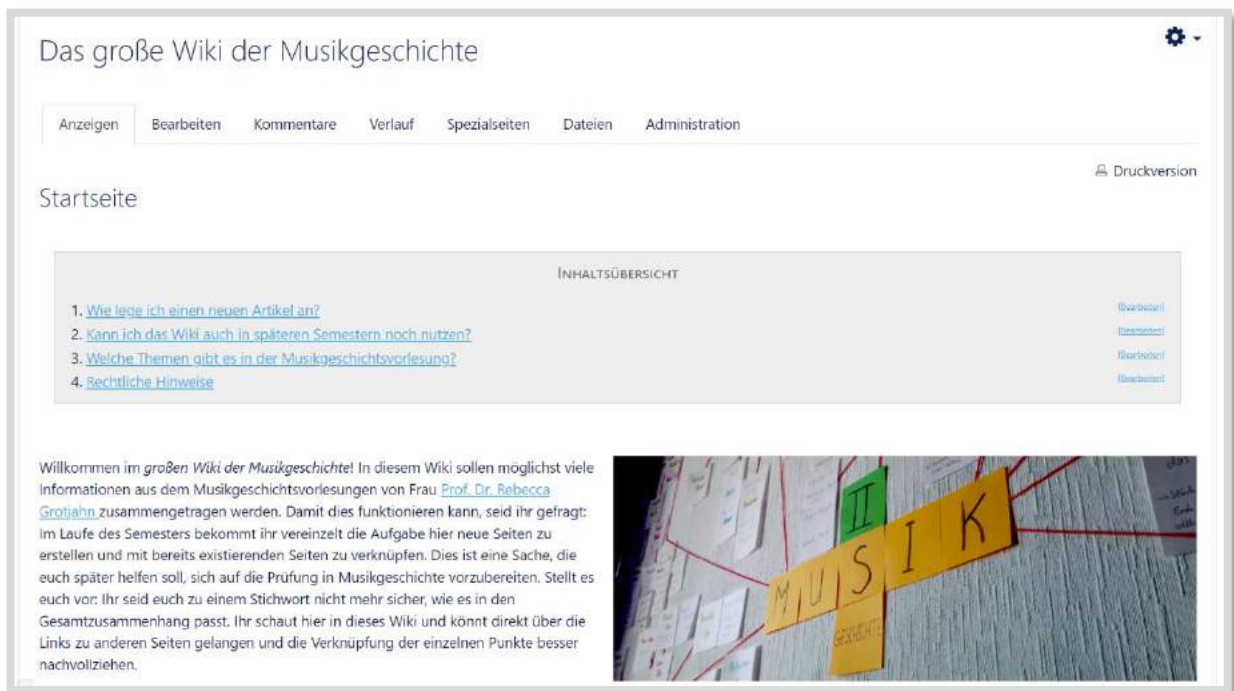 Das große Wiki der Musikgeschichte
Anzeigen Bearbeiten Kommentare Verlauf Spezialseiten Dateien Administration
Druckversion
Startseite
INHALTSÜBERSICHT
1. Wie lege ich einen neuen Artikel an? [Bearbeiten]
2. Kann ich das Wiki auch in späteren Semestern noch nutzen? [Bearbeiten]
3. Welche Themen gibt es in der Musikgeschichtsvorlesung? [Bearbeiten]
4. Rechtliche Hinweise [Bearbeiten]
Willkommen im großen Wiki der Musikgeschichte! In diesem Wiki sollen möglichst viele
Informationen aus dem Musikgeschichtsvorlesungen von Frau Prof. Dr. Rebecca
Grotjahn zusammengetragen werden. Damit dies funktionieren kann, seid ihr gefragt:
Im Laufe des Semesters bekommt ihr vereinzelt die Aufgabe hier neue Seiten zu
erstellen und mit bereits existierenden Seiten zu verknüpfen. Dies ist eine Sache, die
euch später helfen soll, sich auf die Prüfung in Musikgeschichte vorzubereiten. Stellt es
euch vor: Ihr seid euch zu einem Stichwort nicht mehr sicher, wie es in den
Gesamtzusammenhang passt. Ihr schaut hier in dieses Wiki und könnt direkt über die
Links zu anderen Seiten gelangen und die Verknüpfung der einzelnen Punkte besser
nachvollziehen.
II
MUSIK
GESCHICHTE